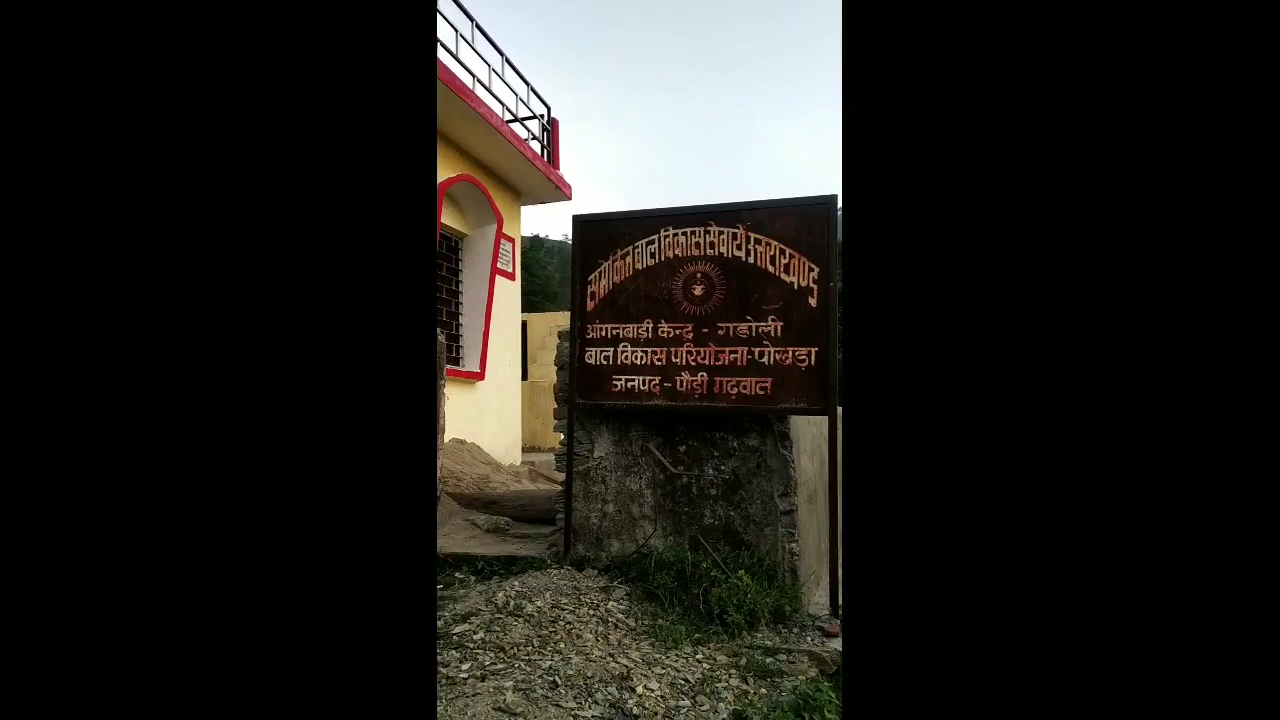 समेकित बाल विकास सेवायें उत्तराखण्ड
आंगनबाड़ी केन्द्र - गडोली
बाल विकास परियोजना-पोखड़ा
जनपद - पौड़ी गढ़वाल